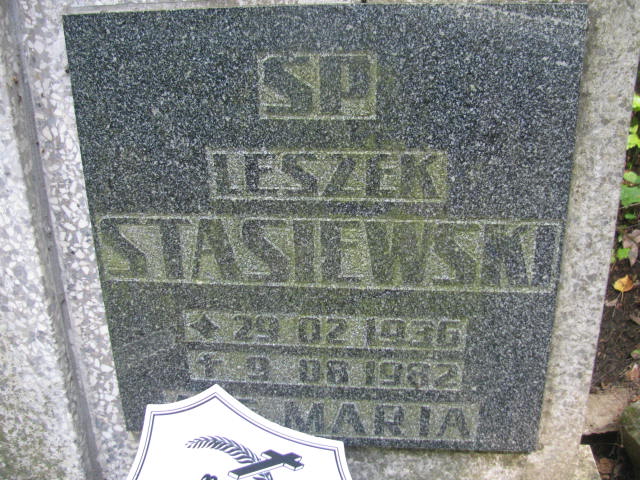 SP
LESZEK
STASIEWSKI
29 02 1936
✝ 9 08 1982
MARIA